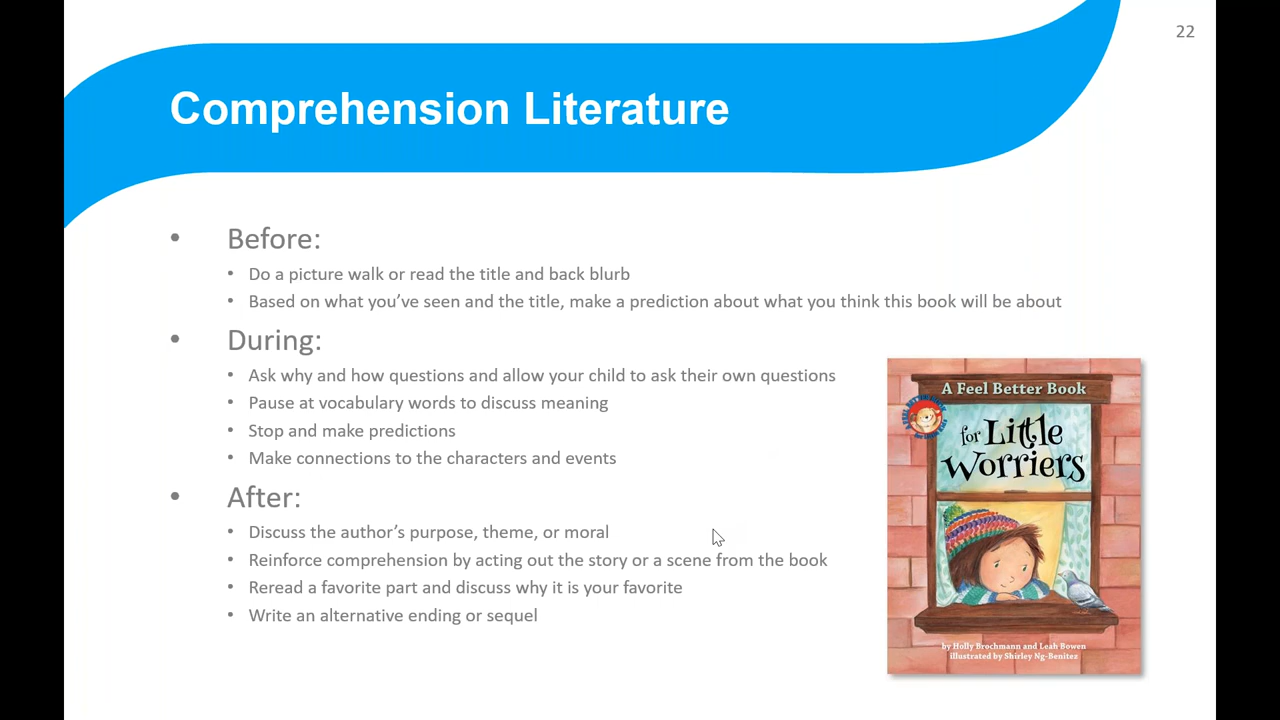 22
Comprehension Literature
• Before:
• Do a picture walk or read the title and back blurb
• Based on what you've seen and the title, make a prediction about what you think this book will be about
• During:
• Ask why and how questions and allow your child to ask their own questions
• Pause at vocabulary words to discuss meaning
• Stop and make predictions
• Make connections to the characters and events
• After:
• Discuss the author's purpose, theme, or moral
• Reinforce comprehension by acting out the story or a scene from the book
• Reread a favorite part and discuss why it is your favorite
• Write an alternative ending or sequel
A Feel Better Book
for Little
Worriers
by Holly Brochmann and Leah Bowen
illustrated by Shirley Ng-Benitez